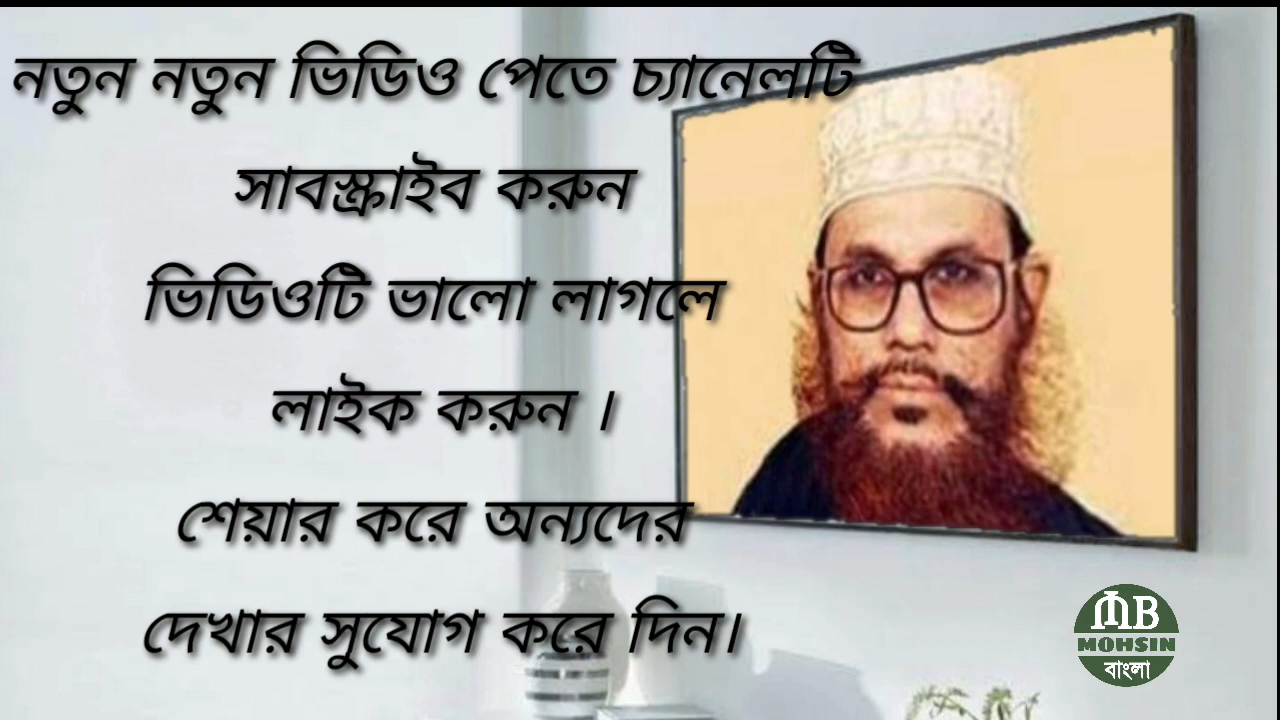 নতুন নতুন ভিডিও পেতে চ্যানেলটি
সাবস্ক্রাইব করুন
ভিডিওটি ভালো লাগলে
লাইক করুন ।
শেয়ার করে অন্যদের
দেখার সুযোগ করে দিন।
MB
MOHSIN
বাংলা